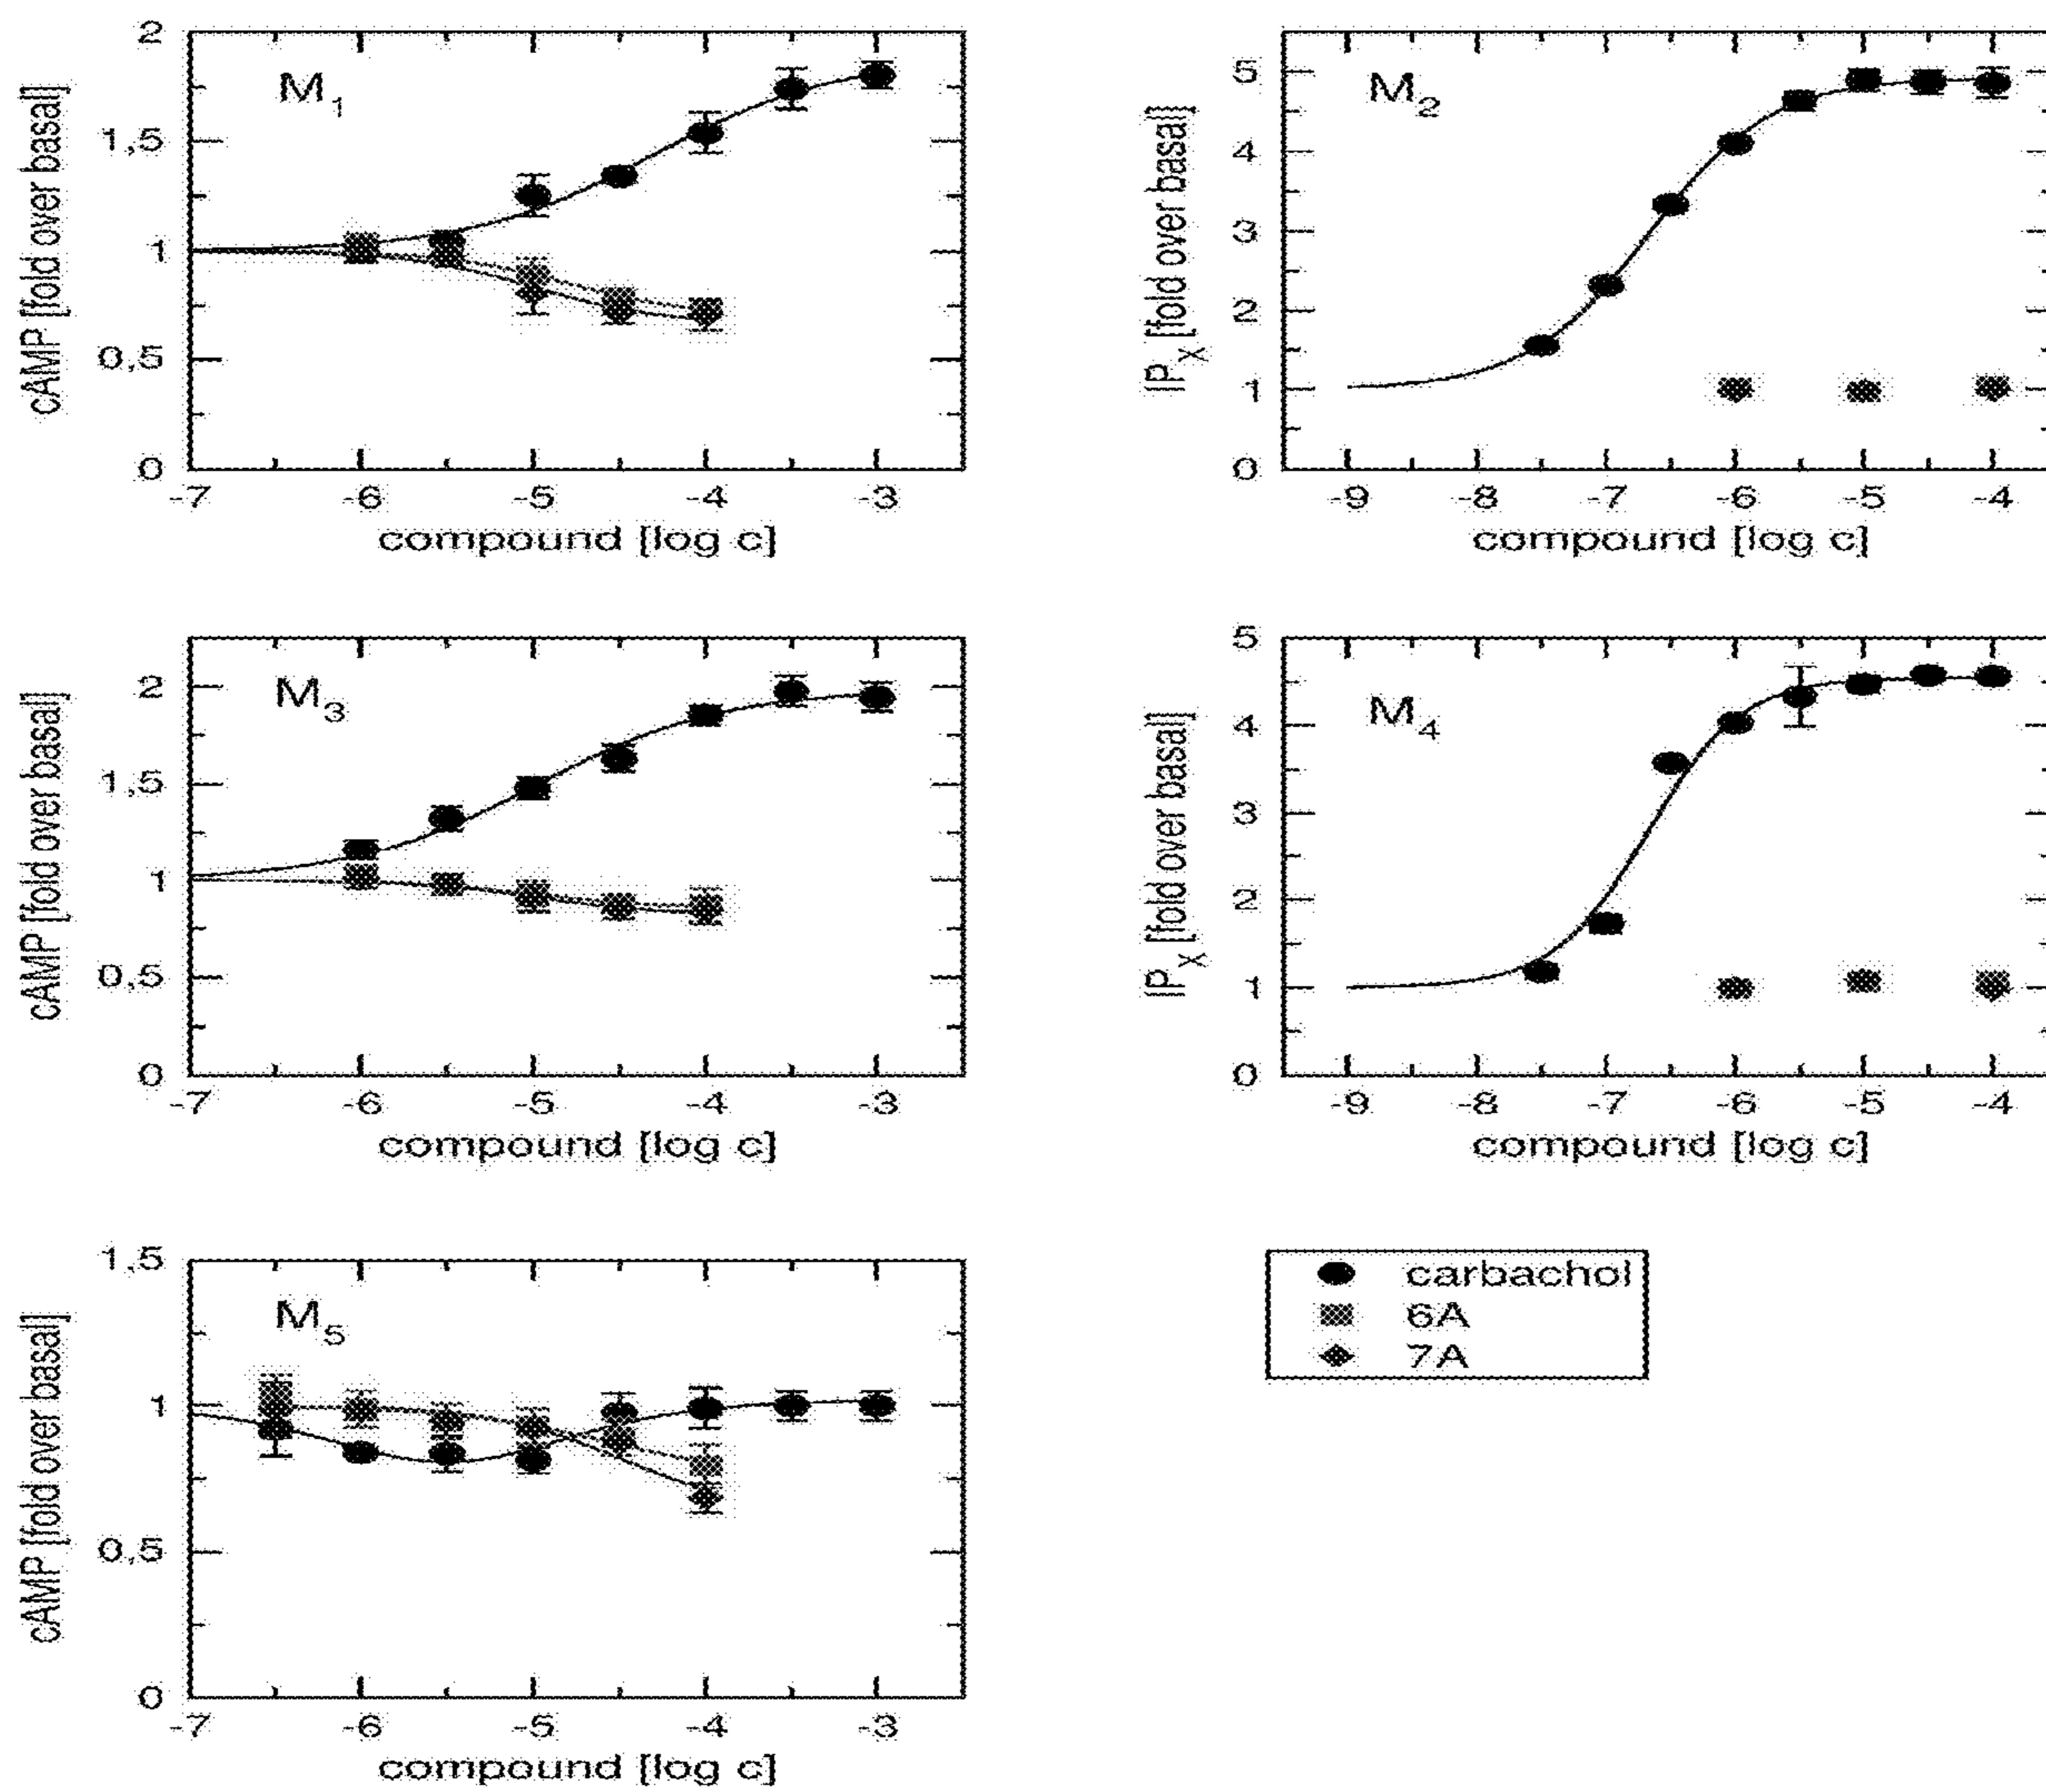 M1
cAMP [fold over basal]
2
1,5
1
0,5
0
-7 -6 -5 -4 -3
compound [log c]
M2
IPX [fold over basal]
5
4
3
2
1
0
-9 -8 -7 -6 -5 -4
compound [log c]
M3
cAMP [fold over basal]
2
1,5
1
0,5
0
-7 -6 -5 -4 -3
compound [log c]
M4
IPX [fold over basal]
5
4
3
2
1
0
-9 -8 -7 -6 -5 -4
compound [log c]
M5
cAMP [fold over basal]
1,5
1
0,5
0
-7 -6 -5 -4 -3
compound [log c]
carbachol
6A
7A